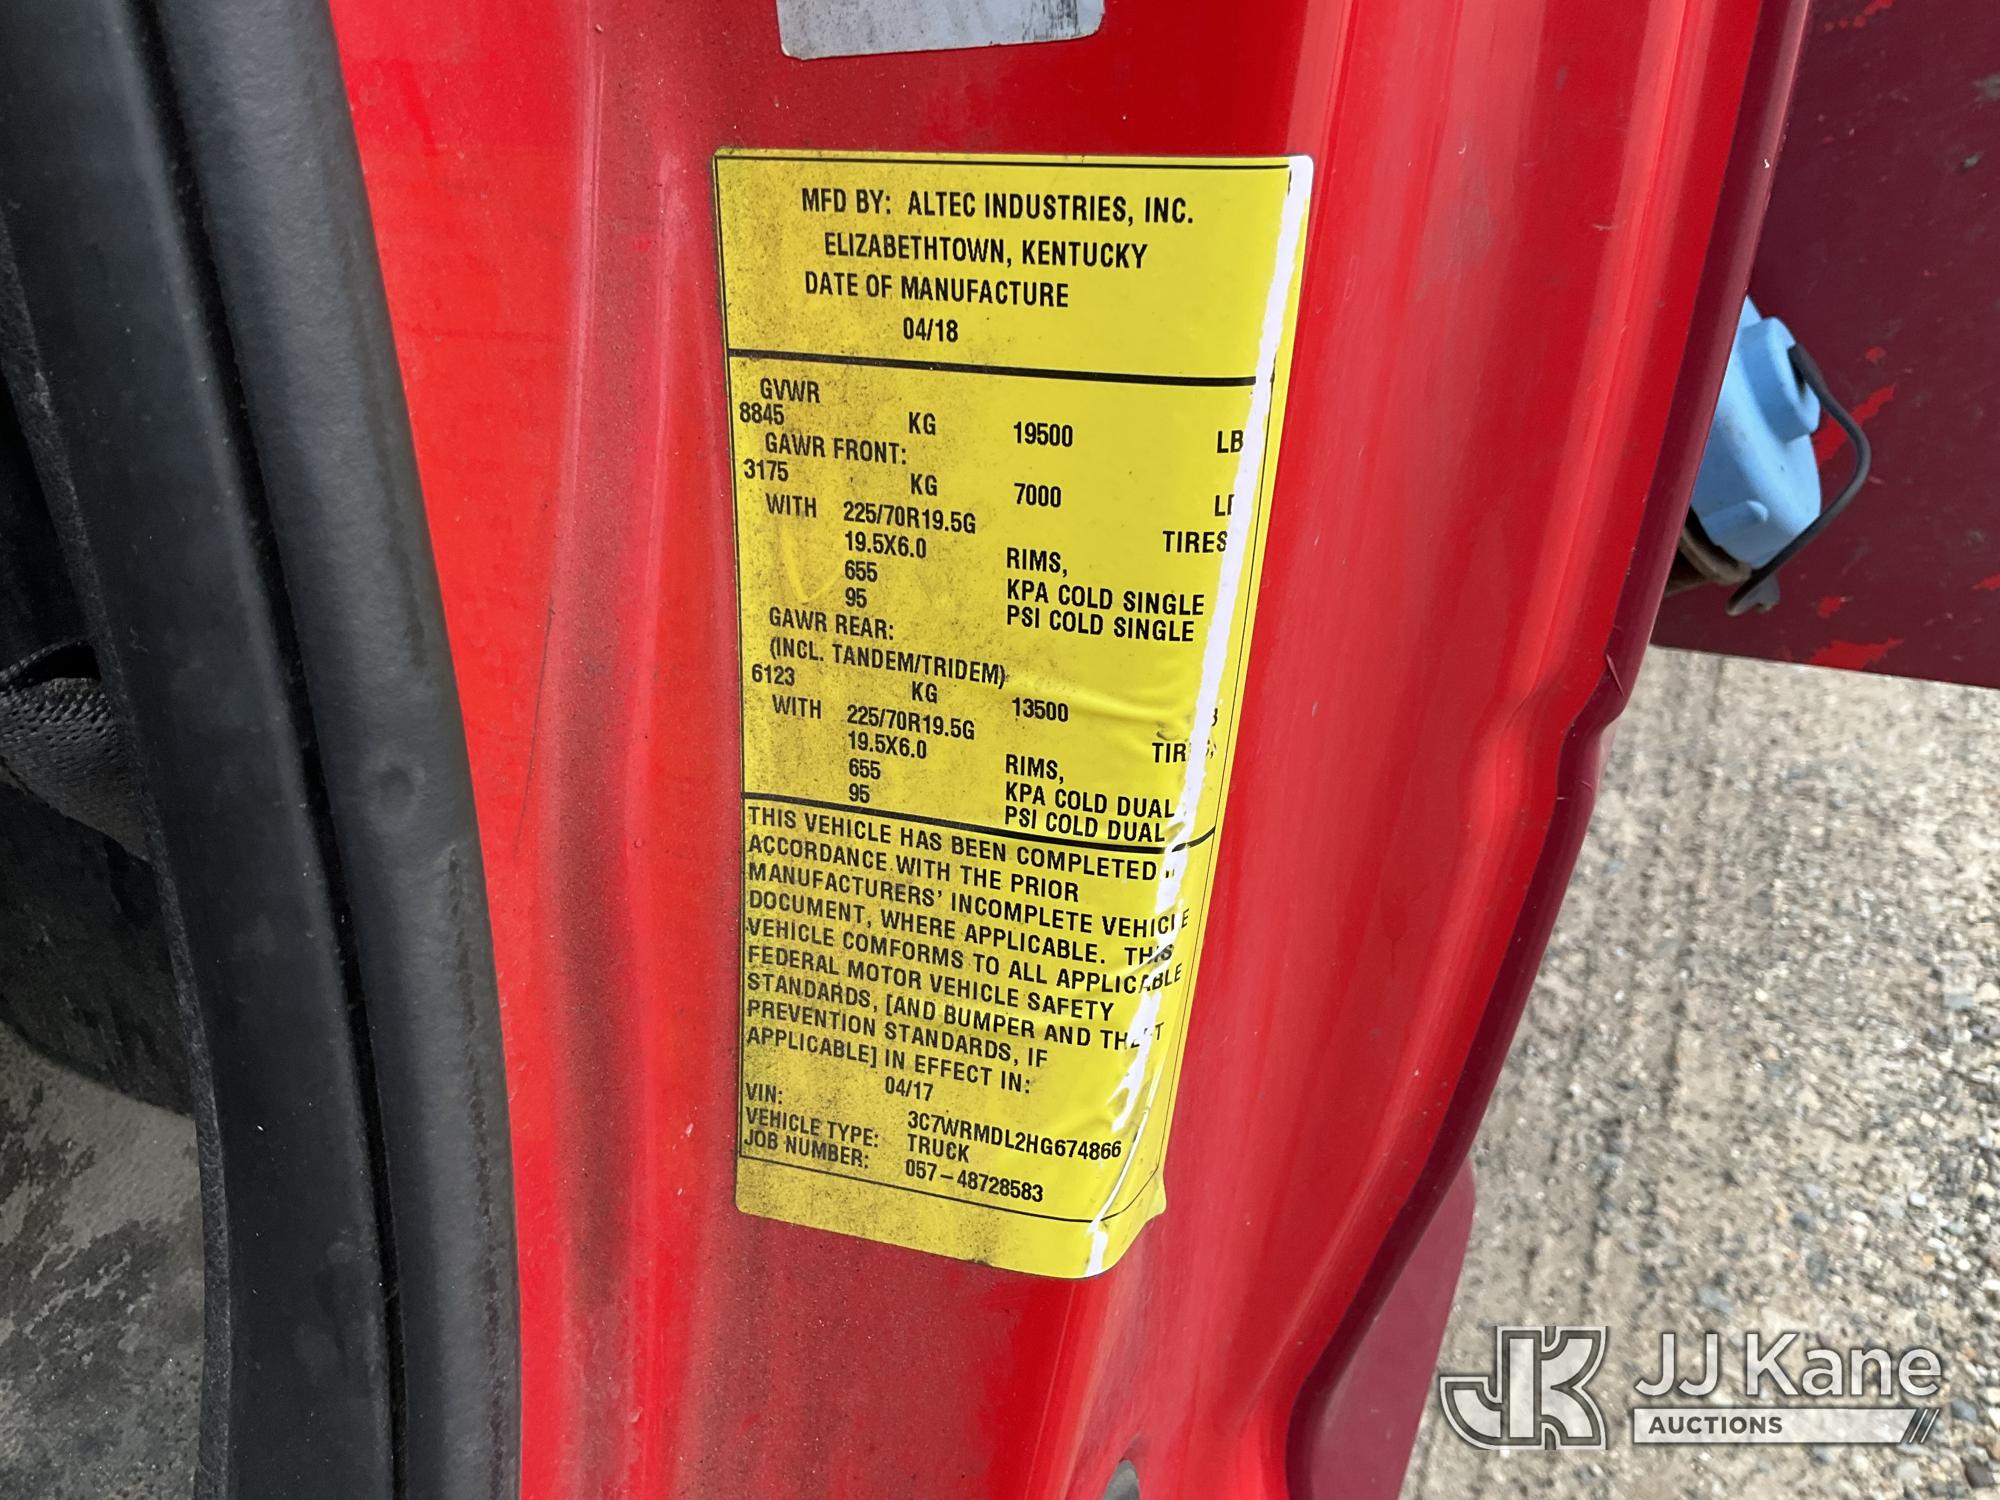 MFD BY: ALTEC INDUSTRIES, INC.
ELIZABETHTOWN, KENTUCKY
DATE OF MANUFACTURE
04/18
GVWR
8845 KG 19500 LB
GAWR FRONT:
3175 KG 7000
WITH 225/70R19.5G TIRES
19.5X6.0 RIMS,
655 KPA COLD SINGLE
95 PSI COLD SINGLE
GAWR REAR:
(INCL. TANDEM/TRIDEM)
6123 KG 13500
WITH 225/70R19.5G
19.5X6.0 RIMS,
655 KPA COLD DUAL
95 PSI COLD DUAL
THIS VEHICLE HAS BEEN COMPLETED
ACCORDANCE WITH THE PRIOR
MANUFACTURERS' INCOMPLETE VEHICLE
DOCUMENT, WHERE APPLICABLE. THIS
VEHICLE COMFORMS TO ALL APPLICABLE
FEDERAL MOTOR VEHICLE SAFETY
STANDARDS, [AND BUMPER AND THEFT
PREVENTION STANDARDS, IF
APPLICABLE] IN EFFECT IN:
04/17
VIN: 3C7WRMDL2HG674866
VEHICLE TYPE: TRUCK
JOB NUMBER: 057-48728583
JK JJ Kane
AUCTIONS